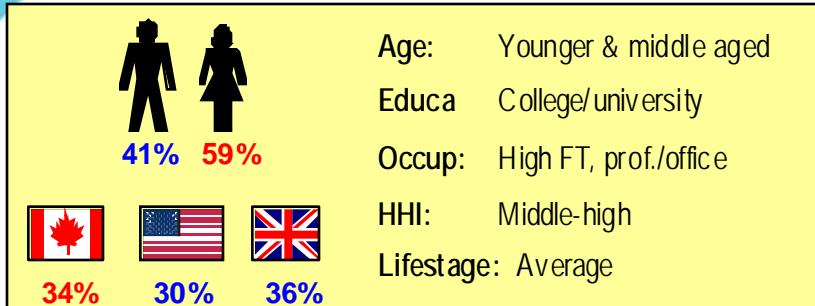 41% 59%
34% 30% 36%
Age: Younger & middle aged
Educa College/university
Occup: High FT, prof./office
HHI: Middle-high
Lifestage: Average